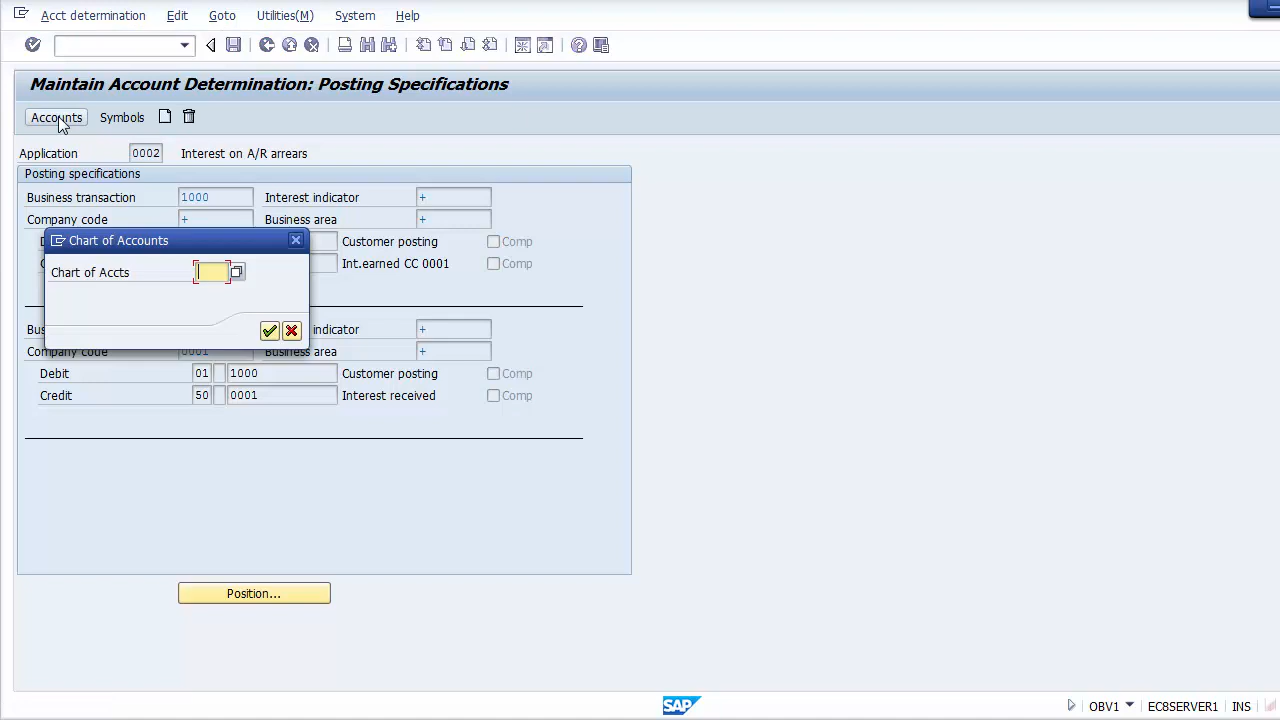 Acct determination Edit Goto Utilities(M) System Help
Maintain Account Determination: Posting Specifications
Accounts Symbols
Application 0002 Interest on A/R arrears
Posting specifications
Business transaction 1000 Interest indicator +
Company code + Business area +
Customer posting Comp
Int.earned CC 0001 Comp
Chart of Accounts
Chart of Accts
indicator +
Company code 0001 Business area +
Debit 01 1000 Customer posting Comp
Credit 50 0001 Interest received Comp
Position...
SAP OBV1 EC8SERVER1 INS